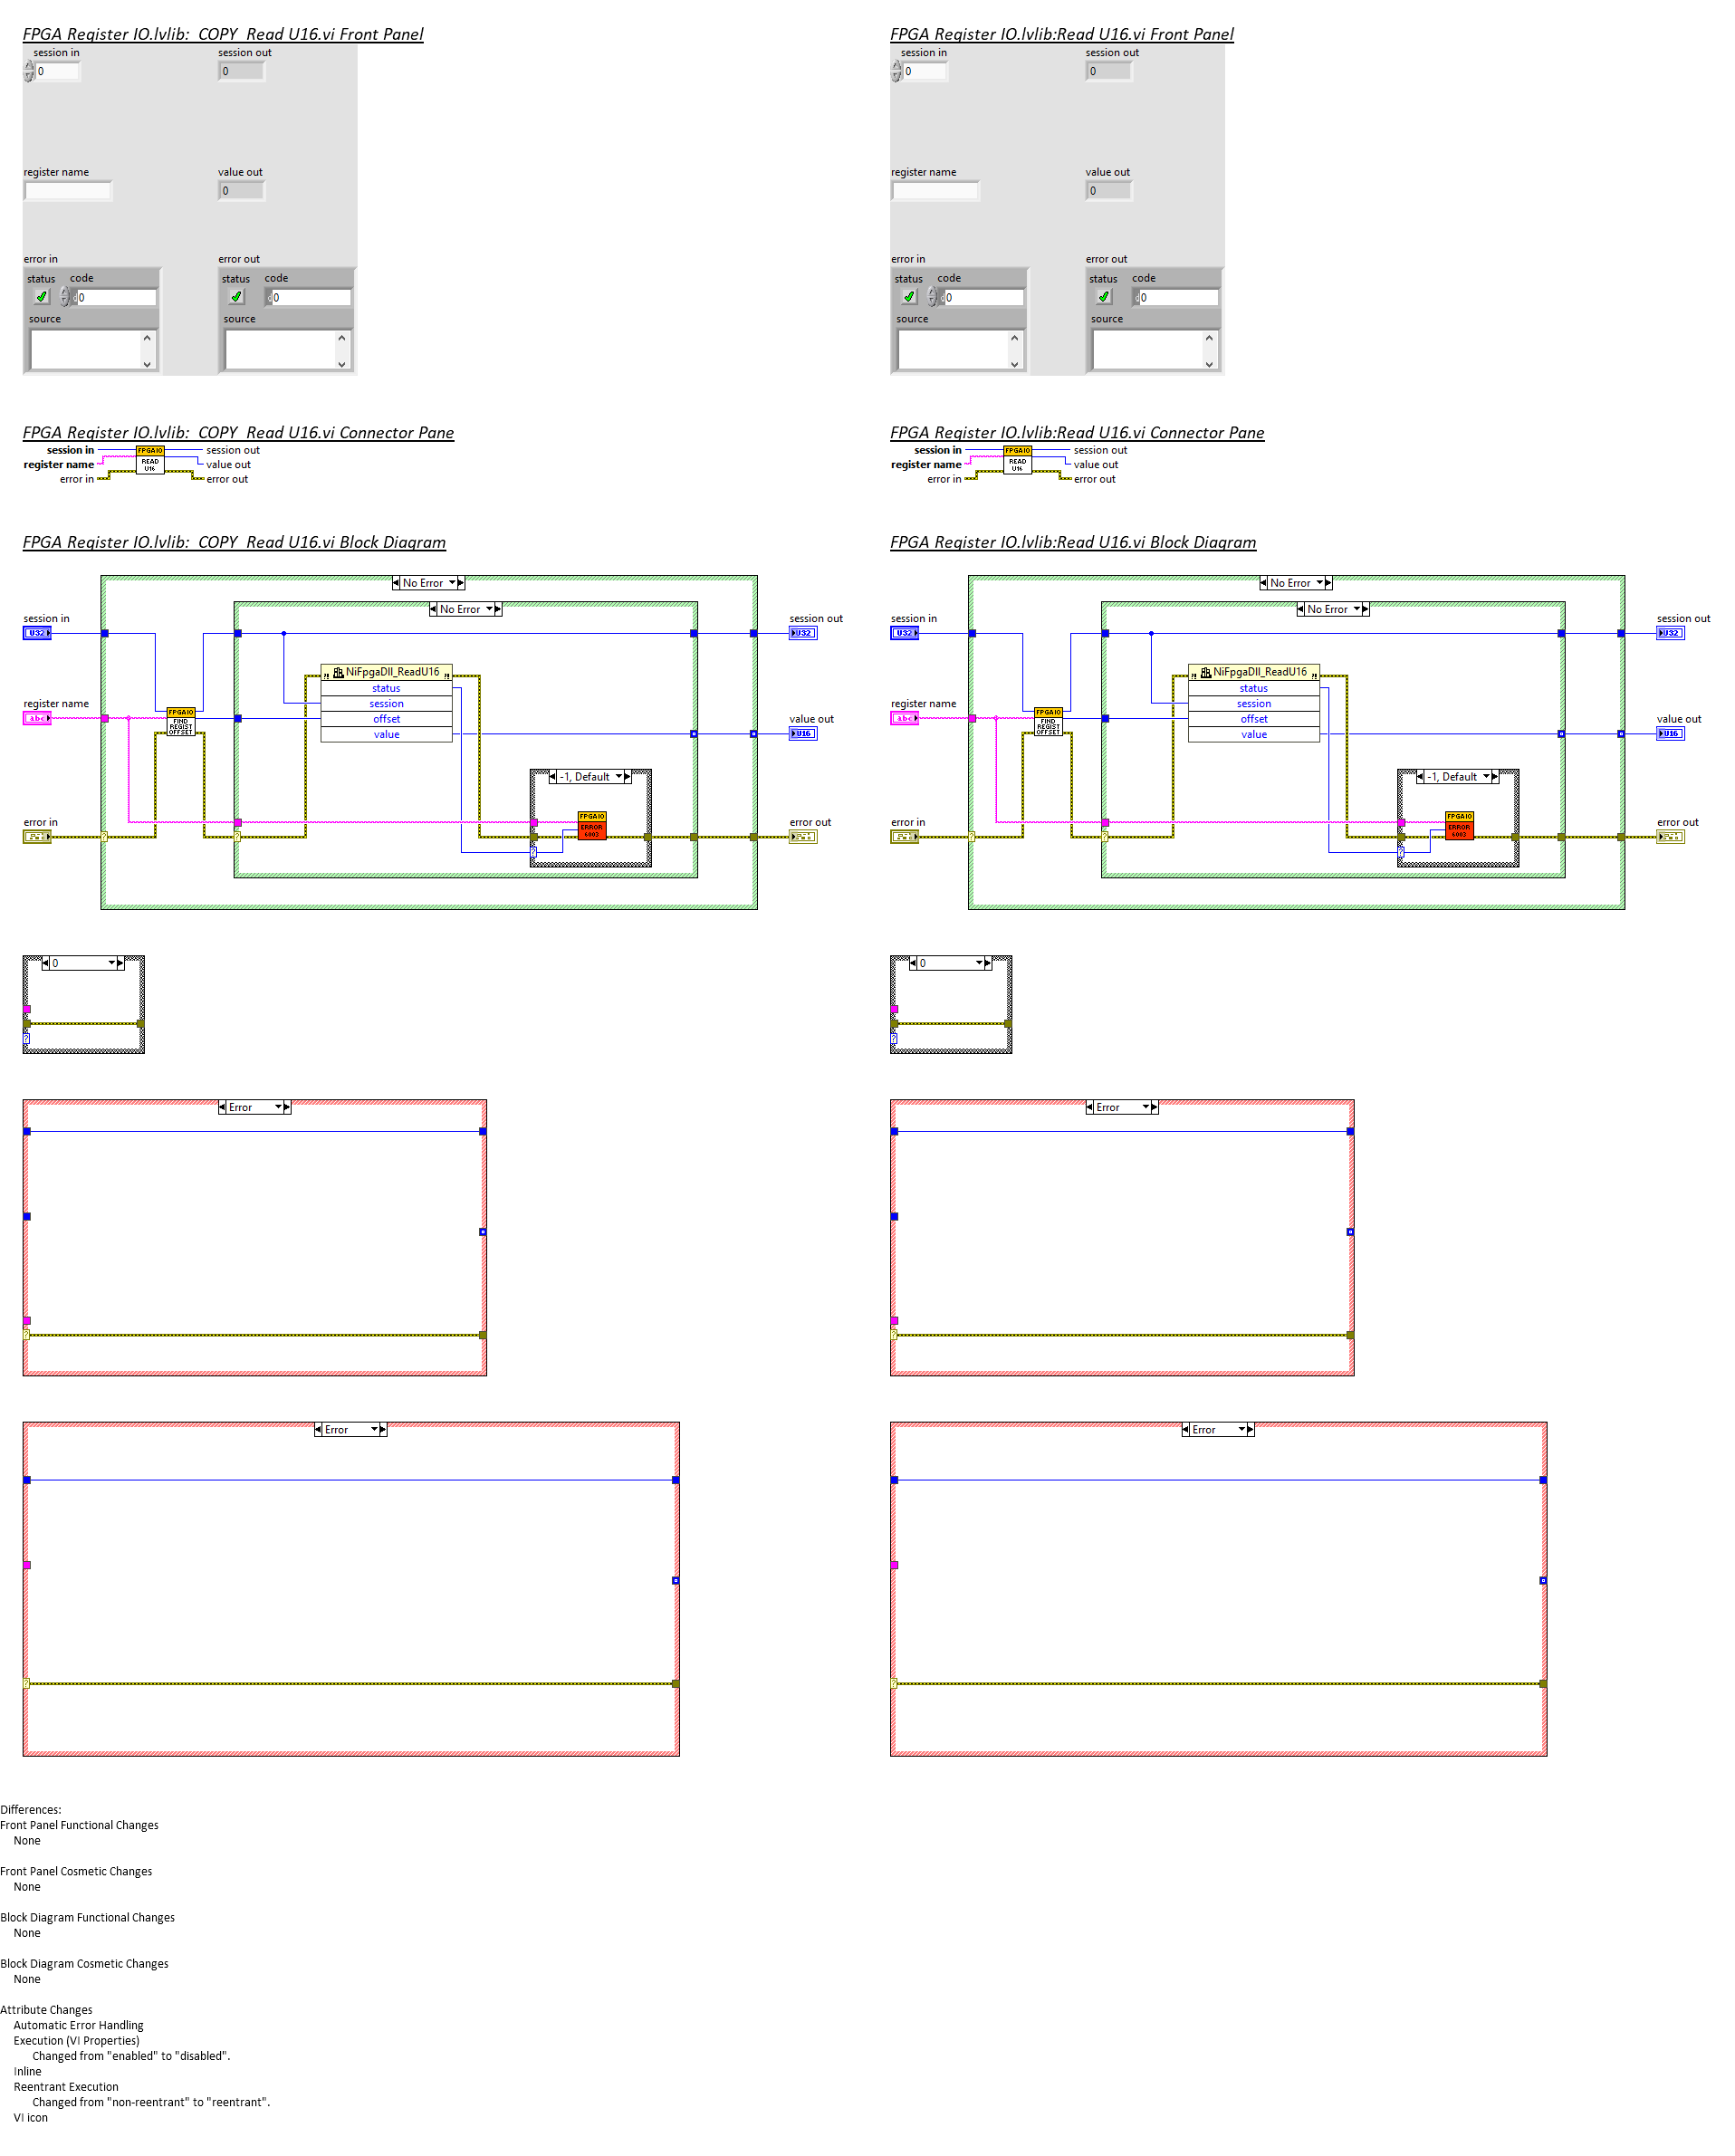 FPGA Register IO.lvlib:  COPY  Read U16.vi Front Panel
session in
session out
0
0
register name
value out
0
error in
error out
status
code
status
code
0
0
source
source
FPGA Register IO.lvlib:Read U16.vi Front Panel
session in
session out
0
0
register name
value out
0
error in
error out
status
code
status
code
0
0
source
source
FPGA Register IO.lvlib:  COPY  Read U16.vi Connector Pane
session in
register name
error in
FPGAIO
READ
U16
session out
value out
error out
FPGA Register IO.lvlib:Read U16.vi Connector Pane
session in
register name
error in
FPGAIO
READ
U16
session out
value out
error out
FPGA Register IO.lvlib:  COPY  Read U16.vi Block Diagram
No Error
No Error
session in
U32
session out
U32
NiFpgaDll_ReadU16
status
session
offset
value
register name
abc
FPGAIO
FIND
REGIST
OFFSET
value out
U16
-1, Default
FPGAIO
ERROR
6003
error in
error out
FPGA Register IO.lvlib:Read U16.vi Block Diagram
No Error
No Error
session in
U32
session out
U32
NiFpgaDll_ReadU16
status
session
offset
value
register name
abc
FPGAIO
FIND
REGIST
OFFSET
value out
U16
-1, Default
FPGAIO
ERROR
6003
error in
error out
0
?
0
?
Error
?
Error
?
Error
?
Error
?
Differences:
Front Panel Functional Changes
None
Front Panel Cosmetic Changes
None
Block Diagram Functional Changes
None
Block Diagram Cosmetic Changes
None
Attribute Changes
Automatic Error Handling
Execution (VI Properties)
Changed from "enabled" to "disabled".
Inline
Reentrant Execution
Changed from "non-reentrant" to "reentrant".
VI icon